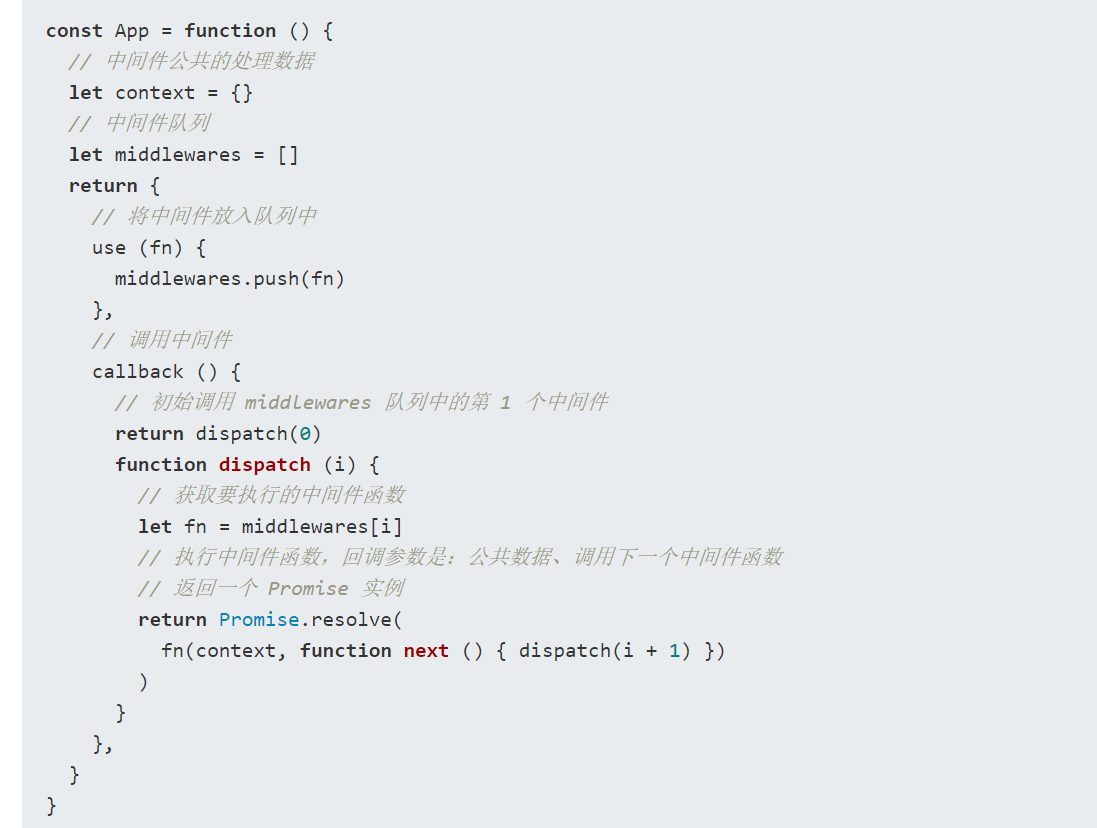 const App = function () {
  // 中间件公共的处理数据
  let context = {}
  // 中间件队列
  let middlewares = []
  return {
    // 将中间件放入队列中
    use (fn) {
      middlewares.push(fn)
    },
    // 调用中间件
    callback () {
      // 初始调用 middlewares 队列中的第 1 个中间件
      return dispatch(0)
      function dispatch (i) {
        // 获取要执行的中间件函数
        let fn = middlewares[i]
        // 执行中间件函数，回调参数是：公共数据、调用下一个中间件函数
        // 返回一个 Promise 实例
        return Promise.resolve(
          fn(context, function next () { dispatch(i + 1) })
        )
      }
    },
  }
}